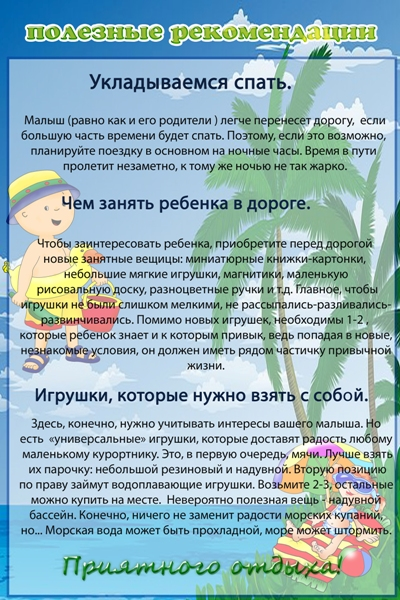 полезные рекомендации
Укладываемся спать.
Малыш (равно как и его родители ) легче перенесет дорогу, если
большую часть времени будет спать. Поэтому, если это возможно,
планируйте поездку в основном на ночные часы. Время в пути
пролетит незаметно, к тому же ночью не так жарко.
Чем занять ребенка в дороге.
Чтобы заинтересовать ребенка, приобретите перед дорогой
новые занятные вещицы: миниатюрные книжки-картонки,
небольшие мягкие игрушки, магнитики, маленькую
рисовальную доску, разноцветные ручки и т.д. Главное, чтобы
игрушки не были слишком мелкими, не рассыпались-разливались-
развинчивались. Помимо новых игрушек, необходимы 1-2 ,
которые ребенок знает и к которым привык, ведь попадая в новые,
незнакомые условия, он должен иметь рядом частичку привычной
жизни.
Игрушки, которые нужно взять с собой.
Здесь, конечно, нужно учитывать интересы вашего малыша. Но
есть «универсальные» игрушки, которые доставят радость любому
маленькому курортнику. Это, в первую очередь, мячи. Лучше взять
их парочку: небольшой резиновый и надувной. Вторую позицию
по праву займут водоплавающие игрушки. Возьмите 2-3, остальные
можно купить на месте. Невероятно полезная вещь - надувной
бассейн. Конечно, ничего не заменит радости морских купаний,
но... Морская вода может быть прохладной, море может штормить.
Приятного отдыха!